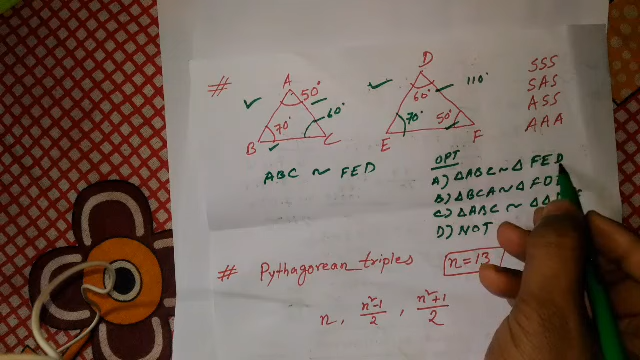 #
A
50°
60°
70°
B
C
ABC ~ FED
D
60°
110°
70°
50°
E
F
SSS
SAS
ASS
AAA
OPT
A) ΔABC ~ Δ FED
B) ΔBCA ~ Δ
C) ΔABC ~ Δ
D) NOT
# Pythagorean triples
n=13
n, n²-1/2, n²+1/2